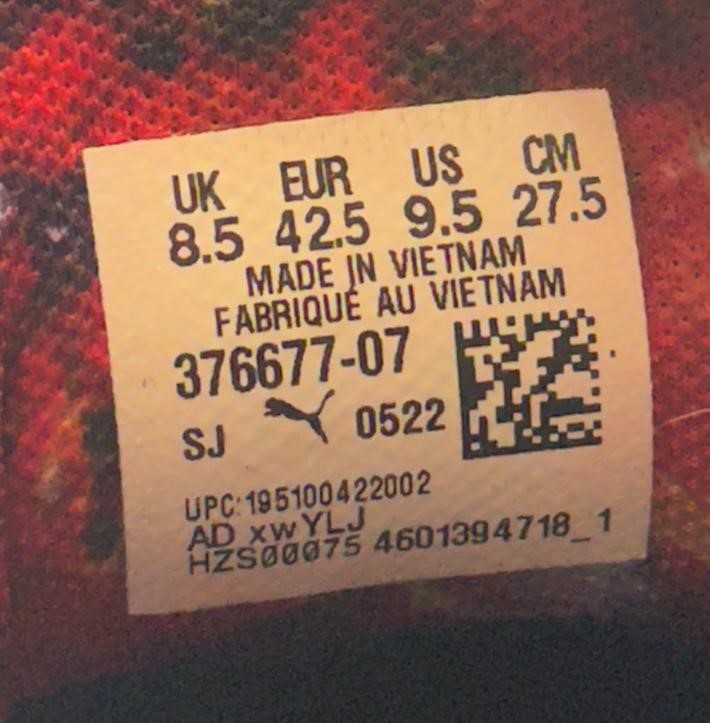 UK EUR US CM
8.5 42.5 9.5 27.5
MADE IN VIETNAM
FABRIQUÉ AU VIETNAM
376677-07
SJ 0522
UPC:195100422002
AD xwYLJ
HZS00075 4601394718_1